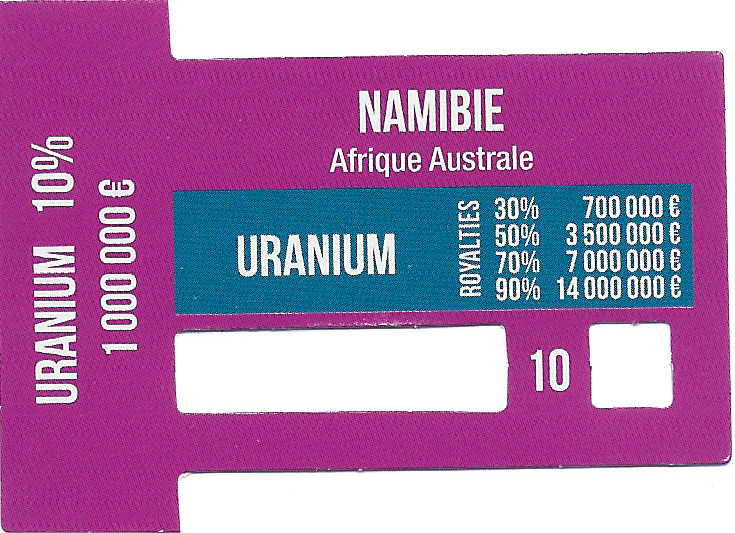 URANIUM 10%
1 000 000 €
NAMIBIE
Afrique Australe
URANIUM
ROYALTIES
30% 700 000 €
50% 3 500 000 €
70% 7 000 000 €
90% 14 000 000 €
10